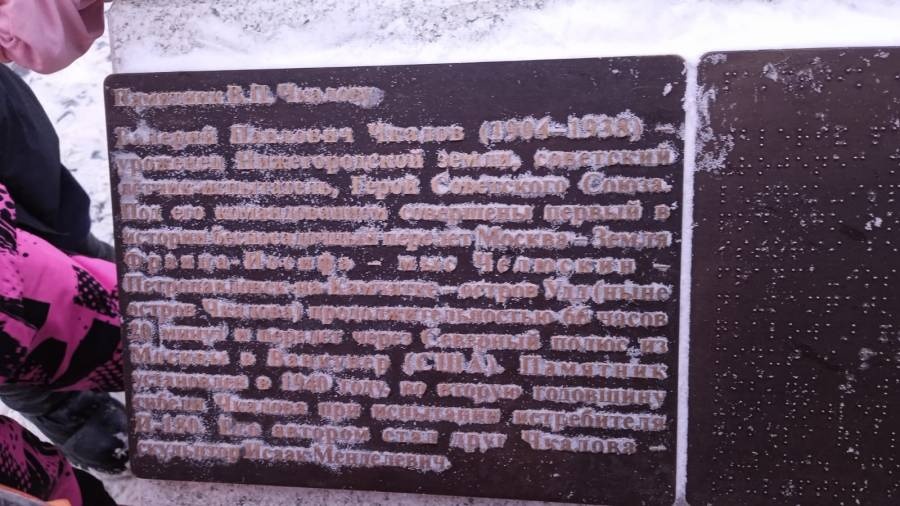 Памятник В.П. Чкалову
Валерий Павлович Чкалов (1904–1938) –
уроженец Нижегородской земли, советский
лётчик-испытатель, Герой Советского Союза.
Под его командованием совершены первый в
истории беспосадочный перелёт Москва – Земля
Франца-Иосифа – мыс Челюскин –
Петропавловск-на-Камчатке – остров Удд (ныне
остров Чкалов) продолжительностью 56 часов
20 минут и перелёт через Северный полюс из
Москвы в Ванкувер (США). Памятник
установлен в 1940 году, во вторую годовщину
гибели Чкалова при испытании истребителя
И-180. Его автором стал друг Чкалова –
скульптор Исаак Менделевич.